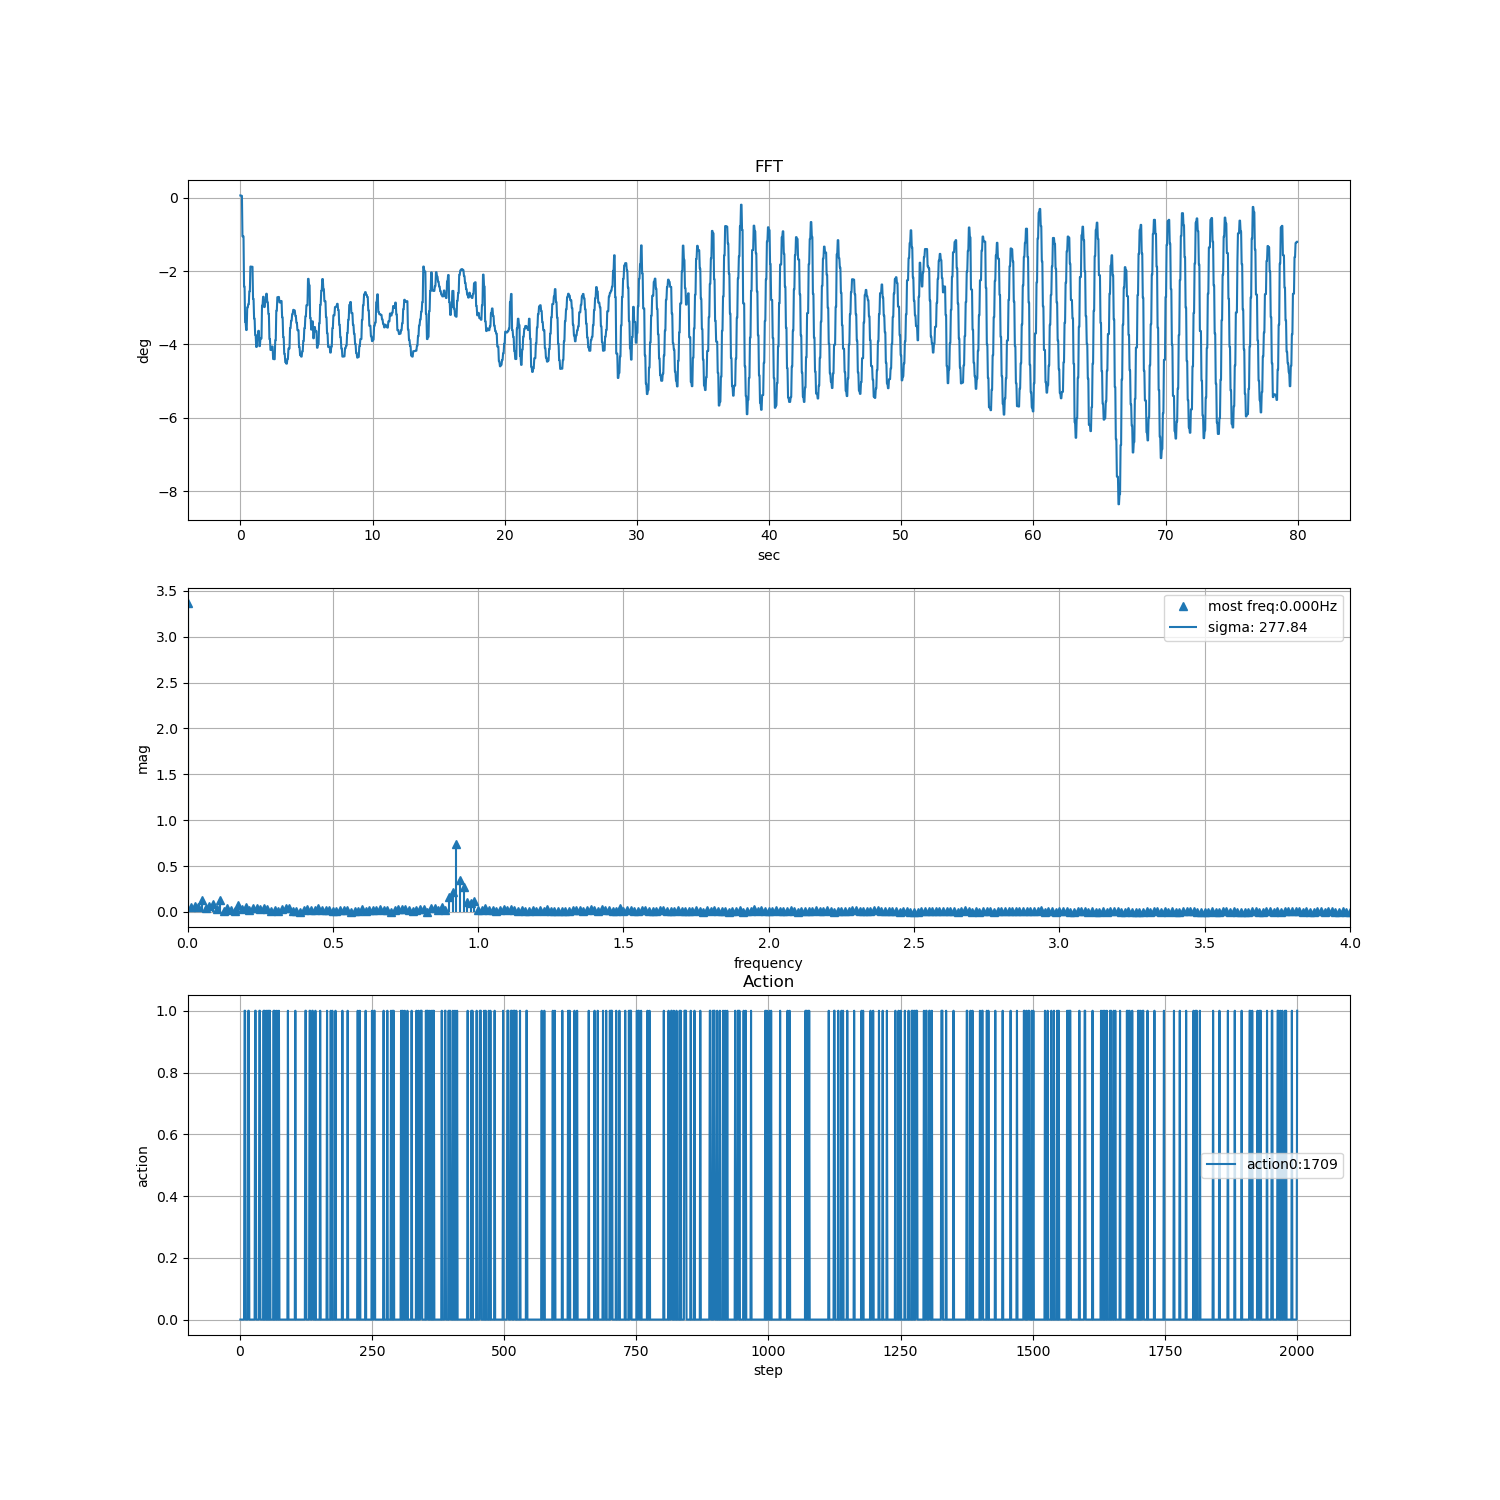 FFT
0
−2
−4
−6
−8
deg
0 10 20 30 40 50 60 70 80
sec
3.5
3.0
2.5
2.0
1.5
1.0
0.5
0.0
mag
most freq:0.000Hz
sigma: 277.84
0.0 0.5 1.0 1.5 2.0 2.5 3.0 3.5 4.0
frequency
Action
1.0
0.8
0.6
0.4
0.2
0.0
action
action0:1709
0 250 500 750 1000 1250 1500 1750 2000
step